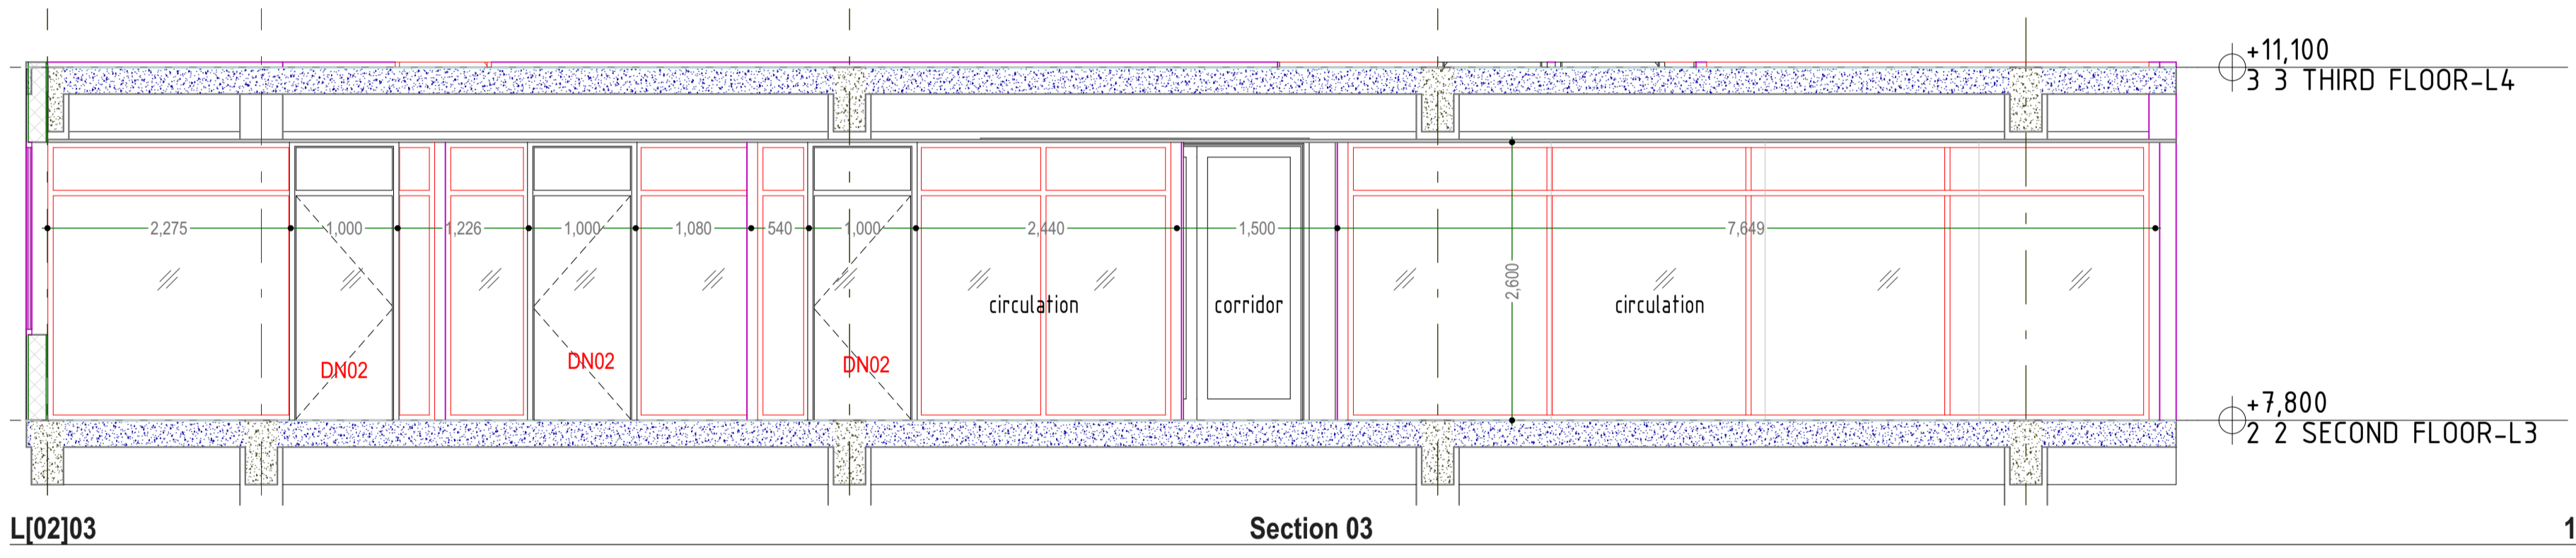 +11,100
3 3 THIRD FLOOR-L4
2,275
1,000
1,226
1,000
1,080
540
1,000
2,440
1,500
7,649
2,600
circulation
corridor
circulation
DN02
DN02
DN02
+7,800
2 2 SECOND FLOOR-L3
L[02]03
Section 03
1